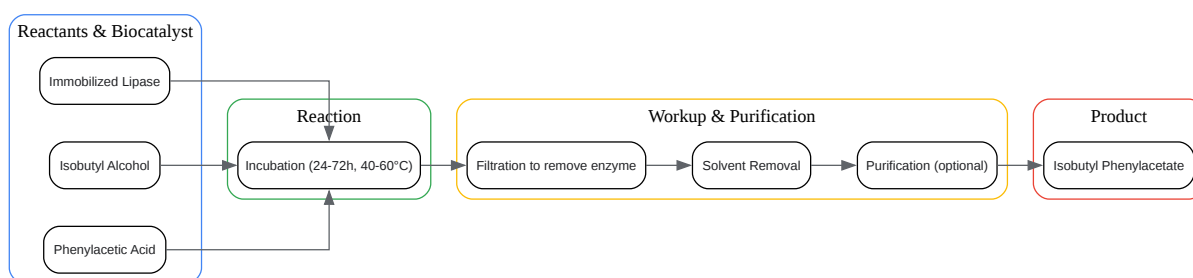 Reactants & Biocatalyst
Immobilized Lipase
Isobutyl Alcohol
Phenylacetic Acid
Reaction
Incubation (24-72h, 40-60°C)
Workup & Purification
Filtration to remove enzyme
Solvent Removal
Purification (optional)
Product
Isobutyl Phenylacetate